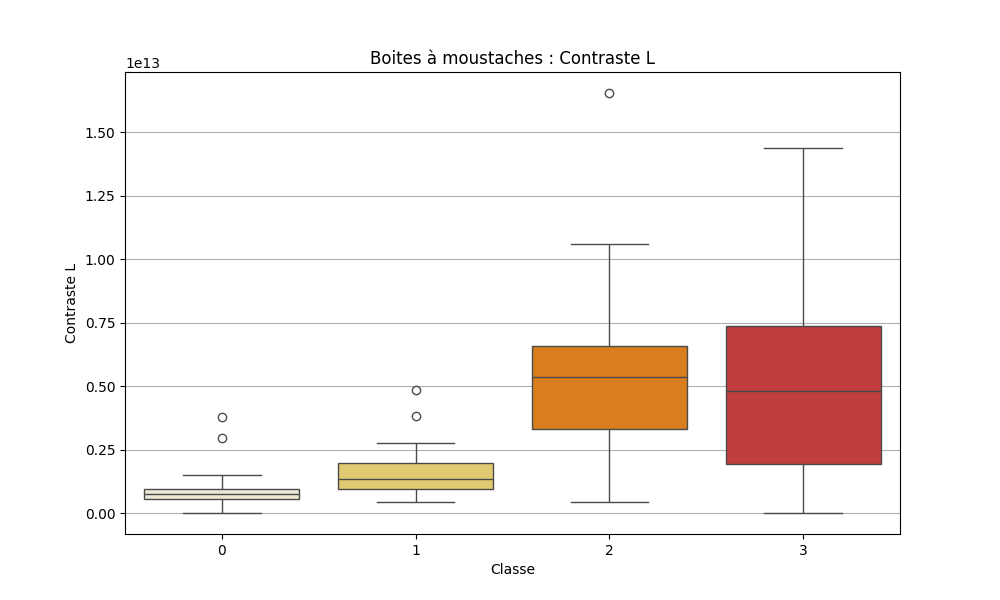 Boites à moustaches : Contraste L
1e13
1.50
1.25
1.00
0.75
0.50
0.25
0.00
Contraste L
0 1 2 3
Classe